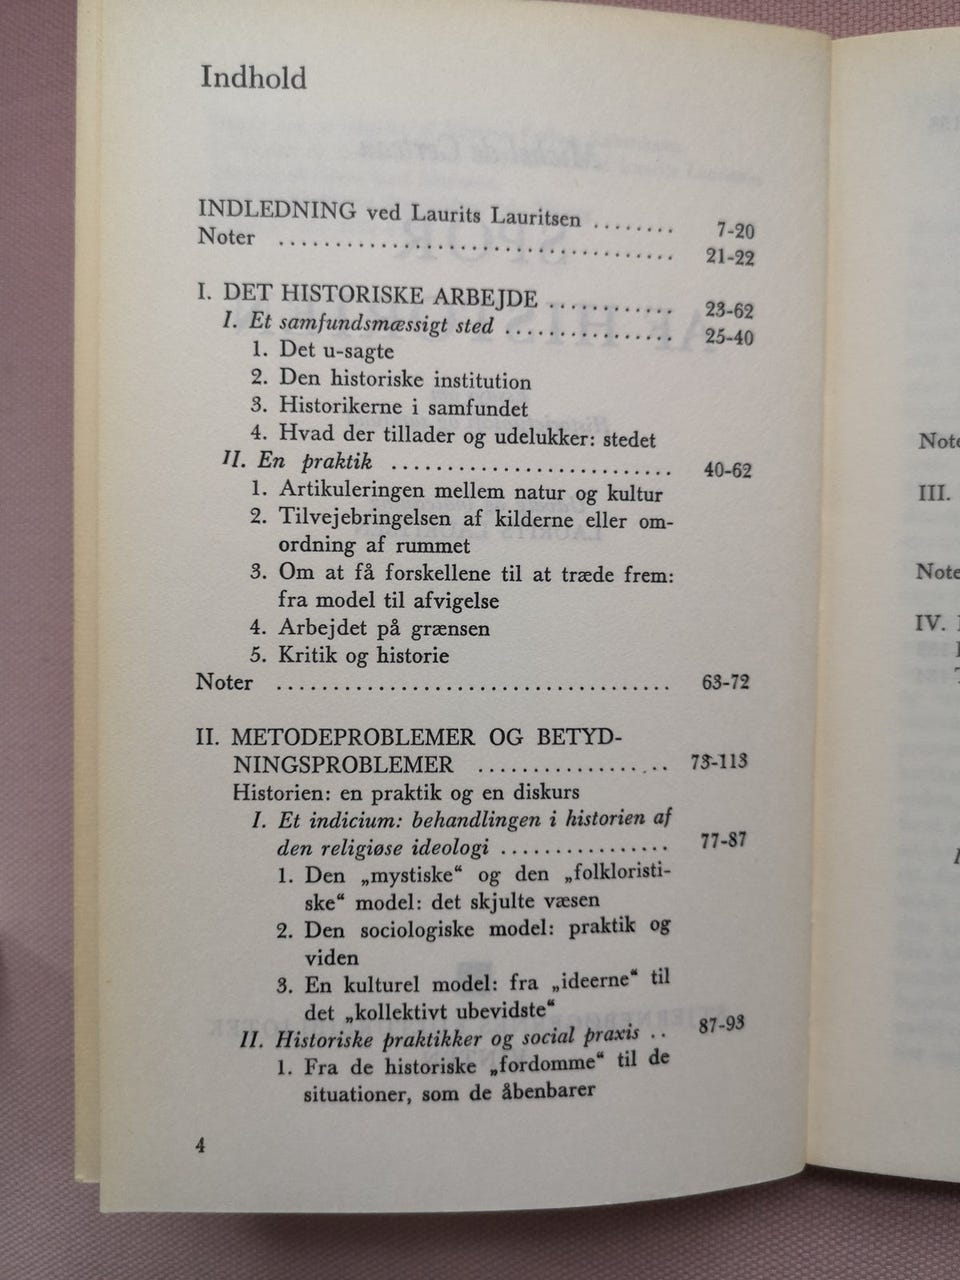 Indhold
INDLEDNING ved Laurits Lauritsen ........ 7-20
Noter .................................... 21-22
I. DET HISTORISKE ARBEJDE ............ 23-62
I. Et samfundsmæssigt sted ................ 25-40
1. Det u-sagte
2. Den historiske institution
3. Historikerne i samfundet
4. Hvad der tillader og udelukker: stedet
II. En praktik .......................... 40-62
1. Artikuleringen mellem natur og kultur
2. Tilvejebringelsen af kilderne eller om-
ordning af rummet
3. Om at få forskellene til at træde frem:
fra model til afvigelse
4. Arbejdet på grænsen
5. Kritik og historie
Noter ................................... 63-72
II. METODEPROBLEMER OG BETYD-
NINGSPROBLEMER .................. 73-113
Historien: en praktik og en diskurs
I. Et indicium: behandlingen i historien af
den religiøse ideologi ................ 77-87
1. Den „mystiske“ og den „folkloristi-
ske“ model: det skjulte væsen
2. Den sociologiske model: praktik og
viden
3. En kulturel model: fra „ideerne“ til
det „kollektivt ubevidste“
II. Historiske praktikker og social praxis .. 87-93
1. Fra de historiske „fordomme“ til de
situationer, som de åbenbarer
4
Note
III.
Note
IV.